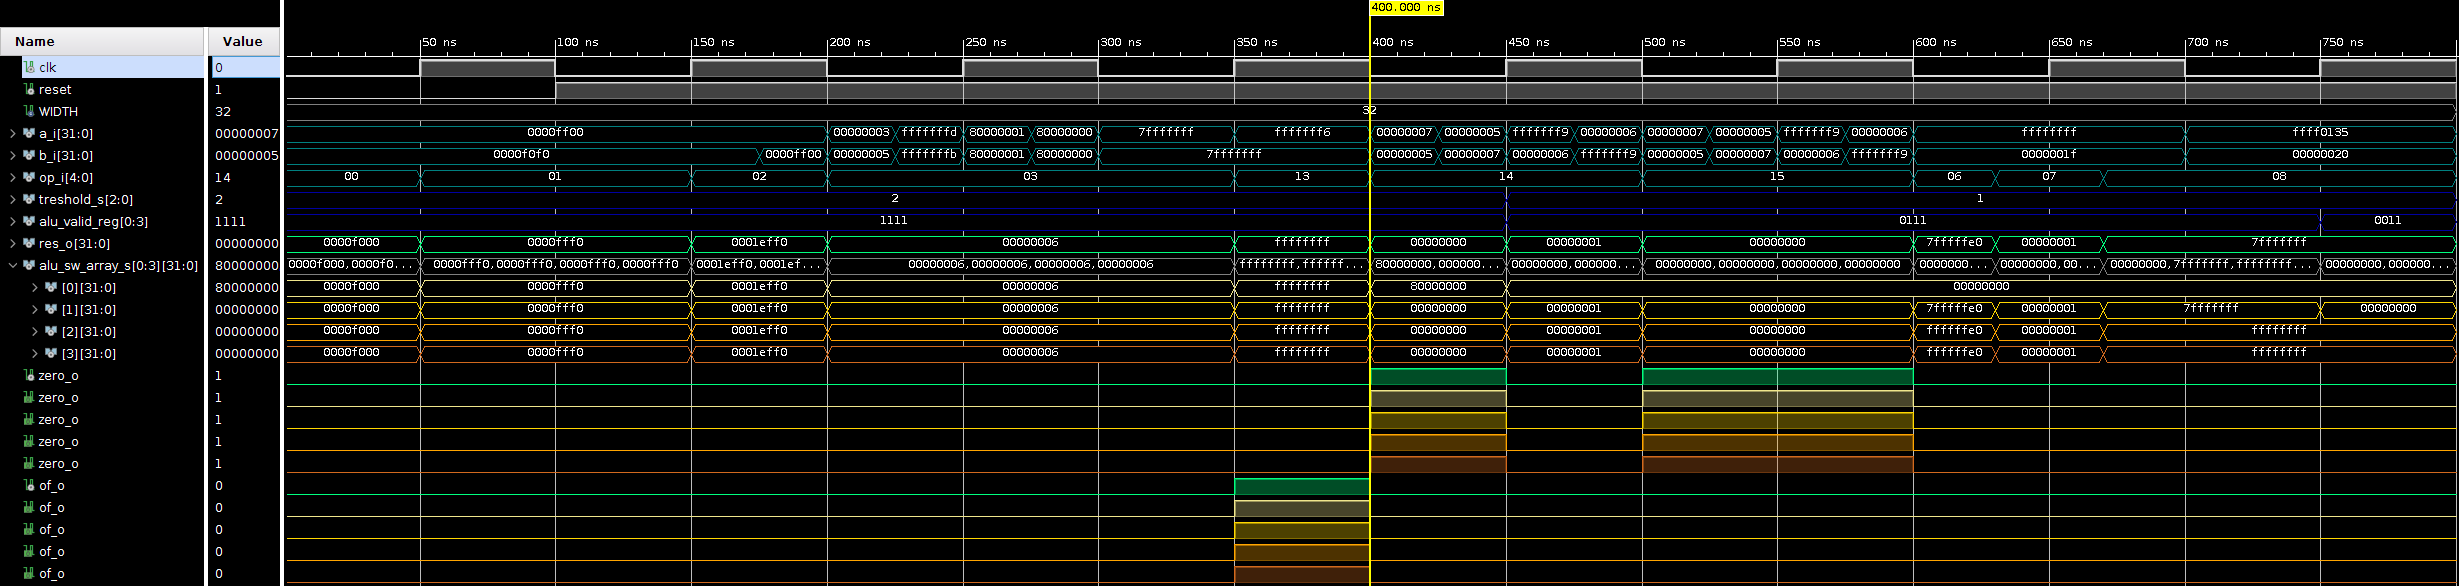 400.000 ns
Name Value
50 ns 100 ns 150 ns 200 ns 250 ns 300 ns 350 ns 400 ns 450 ns 500 ns 550 ns 600 ns 650 ns 700 ns 750 ns
clk 0
reset 1
WIDTH 32 32
a_i[31:0] 00000007 0000ff00 00000003 fffffffd 80000001 80000000 7fffffff fffffff6 00000007 00000005 fffffff9 00000006 00000007 00000005 fffffff9 00000006 ffffffff ffff0135
b_i[31:0] 00000005 0000f0f0 0000ff00 00000005 fffffffb 80000001 80000000 7fffffff 00000005 00000007 00000006 fffffff9 00000005 00000007 00000006 fffffff9 0000001f 00000020
op_i[4:0] 14 00 01 02 03 13 14 15 06 07 08
treshold_s[2:0] 2 2 1
alu_valid_reg[0:3] 1111 1111 0111 0011
res_o[31:0] 00000000 0000f000 0000fff0 0001eff0 00000006 ffffffff 00000000 00000001 00000000 7fffffe0 00000001 7fffffff
alu_sw_array_s[0:3][31:0] 80000000 0000f000,0000f0... 0000fff0,0000fff0,0000fff0,0000fff0 0001eff0,0001ef... 00000006,00000006,00000006,00000006 ffffffff,ffffff... 80000000,000000... 00000000,000000... 00000000,00000000,00000000,00000000 0000000... 00000000,00... 00000000,7fffffff,ffffffff... 00000000,000000...
[0][31:0] 80000000 0000f000 0000fff0 0001eff0 00000006 ffffffff 80000000 00000000
[1][31:0] 00000000 0000f000 0000fff0 0001eff0 00000006 ffffffff 00000000 00000001 00000000 7fffffe0 00000001 7fffffff 00000000
[2][31:0] 00000000 0000f000 0000fff0 0001eff0 00000006 ffffffff 00000000 00000001 00000000 ffffffe0 00000001 ffffffff
[3][31:0] 00000000 0000f000 0000fff0 0001eff0 00000006 ffffffff 00000000 00000001 00000000 ffffffe0 00000001 ffffffff
zero_o 1
zero_o 1
zero_o 1
zero_o 1
zero_o 1
of_o 0
of_o 0
of_o 0
of_o 0
of_o 0